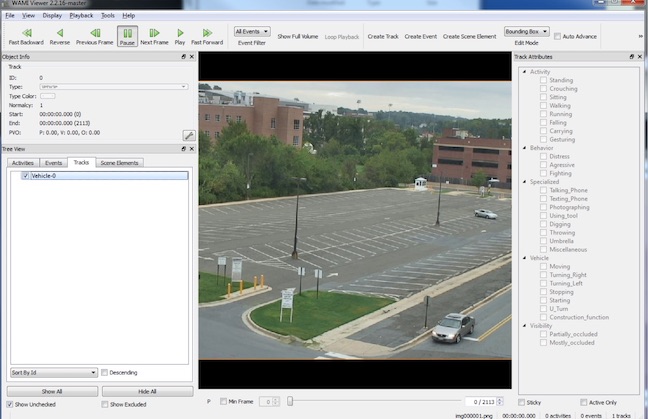 WAME Viewer 2.2.16-master
File View Display Playback Tools Help
Fast Backward Reverse Previous Frame Pause Next Frame Play Fast Forward
All Events
Event Filter
Show Full Volume Loop Playback Create Track Create Event Create Scene Element
Bounding Box
Edit Mode
Auto Advance
Object Info
Track
ID: 0
Type: Vehicle
Type Color:
Normalcy: 1
Start: 00:00:00.000 (0)
End: 00:00:00.000 (2113)
PVO: P: 0.00, V: 0.00, O: 0.00
Tree View
Activities Events Tracks Scene Elements
Vehicle-0
Sort By Id Descending
Show All Hide All
Show Unchecked Show Excluded
P Min Frame 0 0 / 2113
Track Attributes
Activity
Standing
Crouching
Sitting
Walking
Running
Falling
Carrying
Gesturing
Behavior
Distress
Agressive
Fighting
Specialized
Talking_Phone
Texting_Phone
Photographing
Using_tool
Digging
Throwing
Umbrella
Miscellaneous
Vehicle
Moving
Turning_Right
Turning_Left
Stopping
Starting
U_Turn
Construction_function
Visibility
Partially_occluded
Mostly_occluded
Sticky Active Only
img000001.png 00:00:00.000 0 activities 0 events 1 tracks